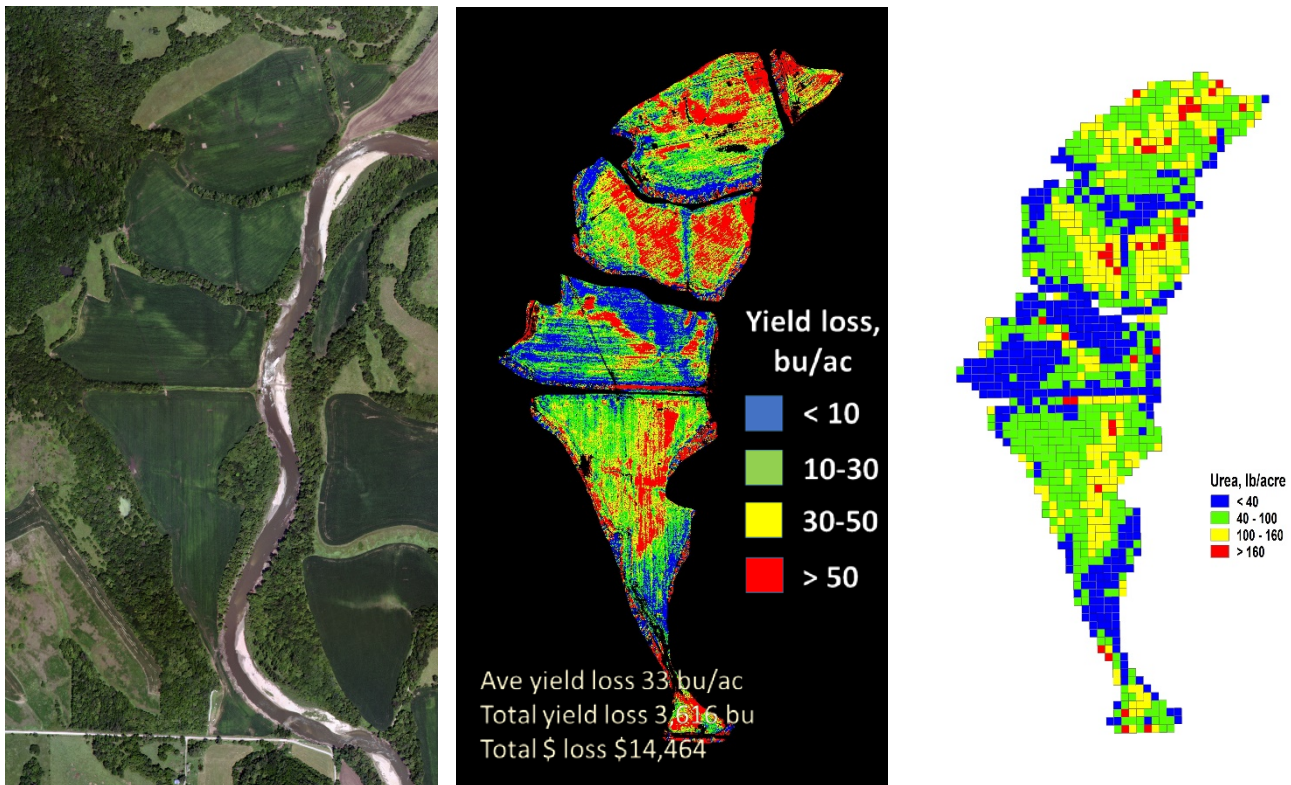 Yield loss,
bu/ac
< 10
10-30
30-50
> 50
Ave yield loss 33 bu/ac
Total yield loss 3,616 bu
Total $ loss $14,464
Urea, lb/acre
< 40
40 - 100
100 - 160
> 160